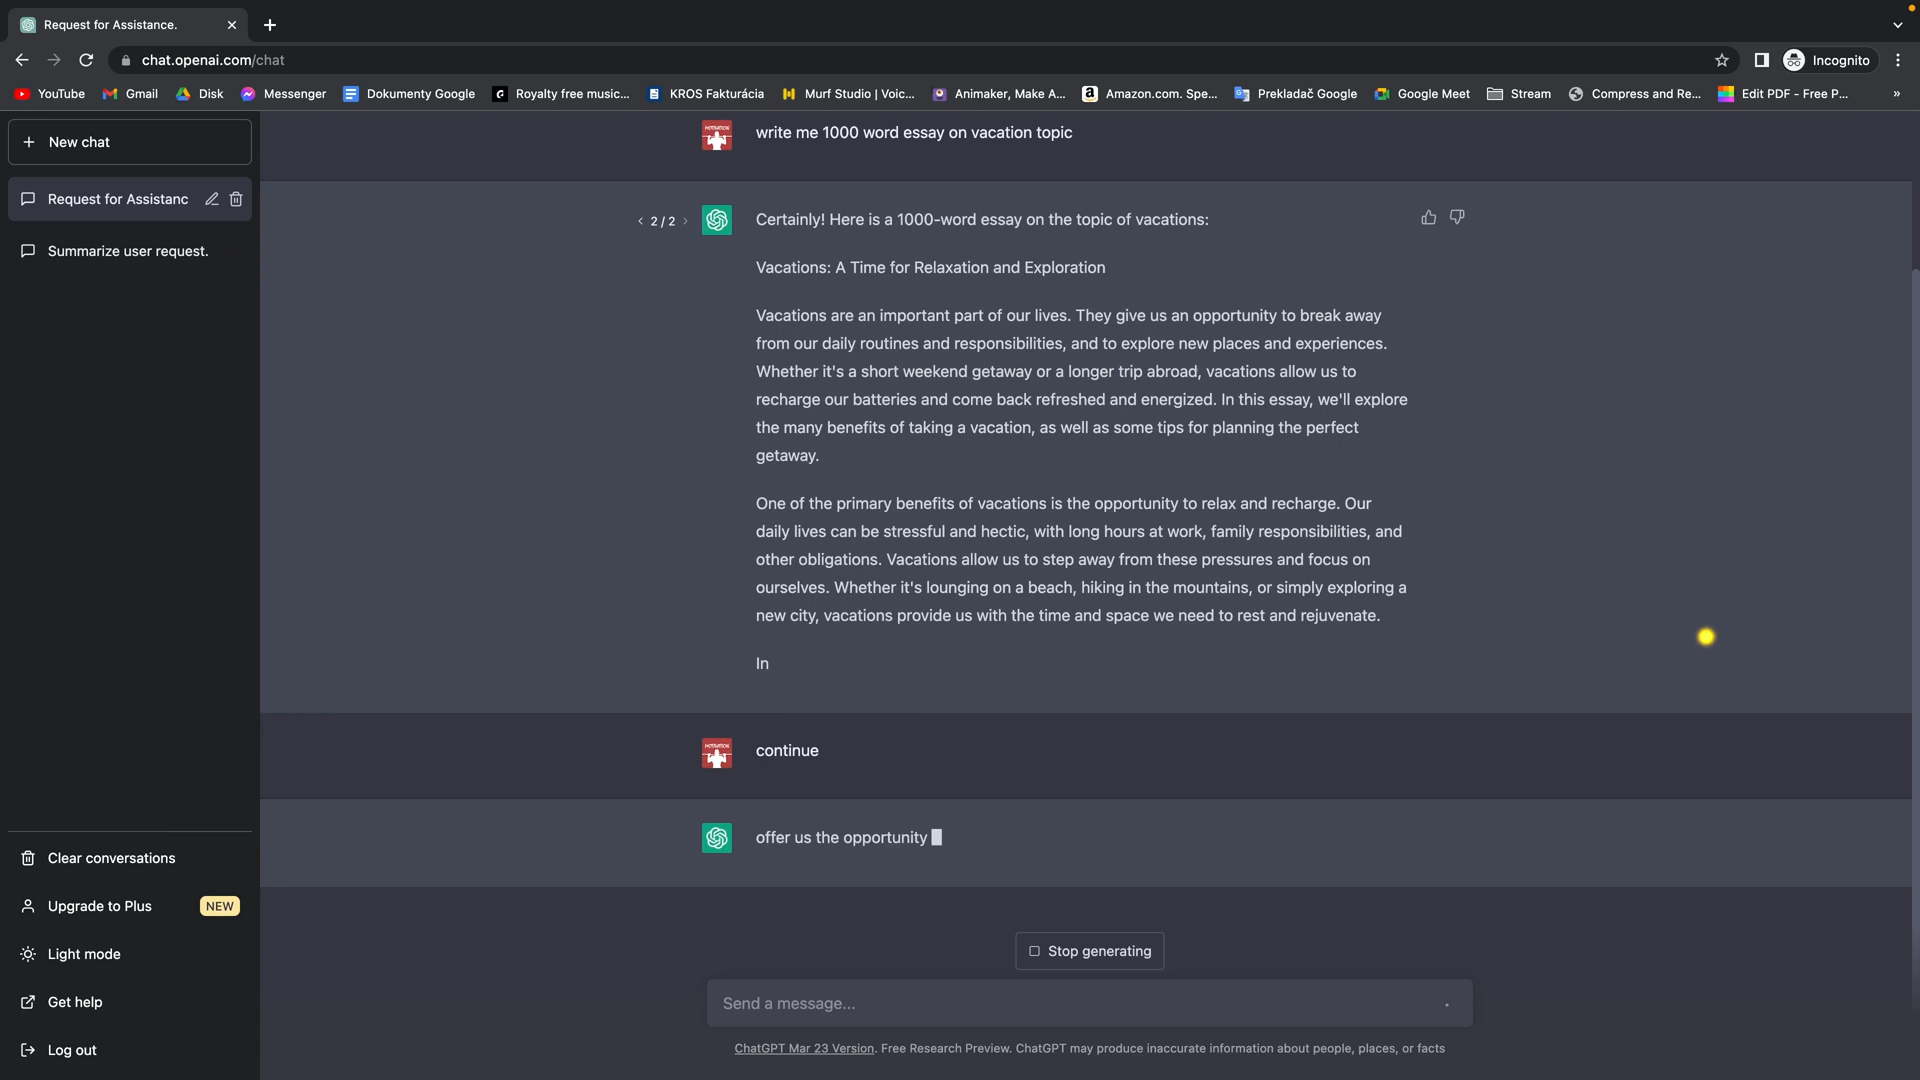 Request for Assistance.
chat.openai.com/chat
Incognito
YouTube
Gmail
Disk
Messenger
Dokumenty Google
Royalty free music...
KROS Fakturácia
Murf Studio | Voic...
Animaker, Make A...
Amazon.com. Spe...
Prekladač Google
Google Meet
Stream
Compress and Re...
Edit PDF - Free P...
»
New chat
Request for Assistanc
Summarize user request.
MOTIVATION
write me 1000 word essay on vacation topic
< 2 / 2 >
Certainly! Here is a 1000-word essay on the topic of vacations:
Vacations: A Time for Relaxation and Exploration
Vacations are an important part of our lives. They give us an opportunity to break away
from our daily routines and responsibilities, and to explore new places and experiences.
Whether it's a short weekend getaway or a longer trip abroad, vacations allow us to
recharge our batteries and come back refreshed and energized. In this essay, we'll explore
the many benefits of taking a vacation, as well as some tips for planning the perfect
getaway.
One of the primary benefits of vacations is the opportunity to relax and recharge. Our
daily lives can be stressful and hectic, with long hours at work, family responsibilities, and
other obligations. Vacations allow us to step away from these pressures and focus on
ourselves. Whether it's lounging on a beach, hiking in the mountains, or simply exploring a
new city, vacations provide us with the time and space we need to rest and rejuvenate.
In
MOTIVATION
continue
offer us the opportunity
Clear conversations
Upgrade to Plus
NEW
Light mode
Get help
Log out
Stop generating
Send a message...
ChatGPT Mar 23 Version. Free Research Preview. ChatGPT may produce inaccurate information about people, places, or facts